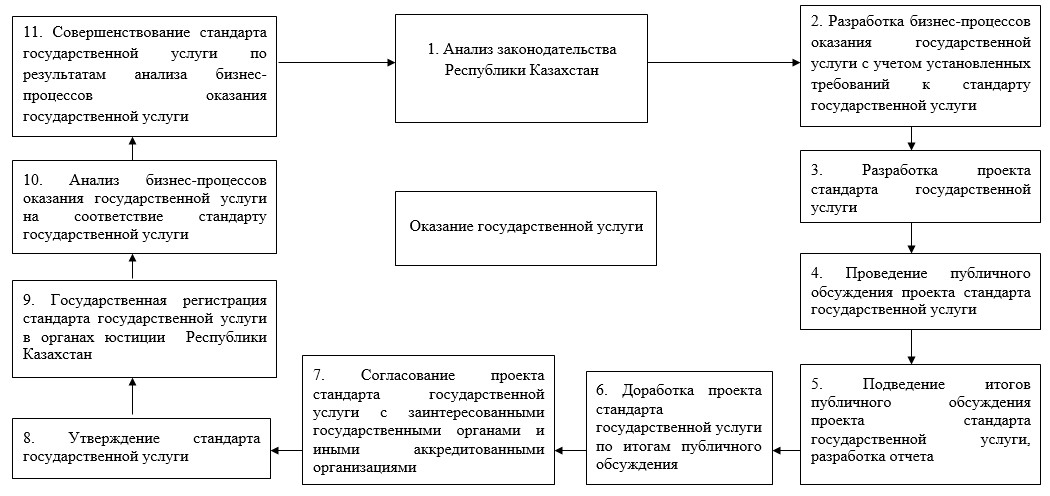 1. Анализ законодательства
Республики Казахстан
2. Разработка бизнес-процессов
оказания государственной
услуги с учетом установленных
требований к стандарту
государственной услуги
3. Разработка проекта
стандарта государственной
услуги
4. Проведение публичного
обсуждения проекта стандарта
государственной услуги
5. Подведение итогов
публичного обсуждения
проекта стандарта
государственной услуги,
разработка отчета
6. Доработка проекта
стандарта
государственной услуги
по итогам публичного
обсуждения
7. Согласование проекта
стандарта государственной
услуги с заинтересованными
государственными органами и
иными аккредитованными
организациями
8. Утверждение стандарта
государственной услуги
9. Государственная регистрация
стандарта государственной услуги
в органах юстиции Республики
Казахстан
10. Анализ бизнес-процессов
оказания государственной услуги
на соответствие стандарту
государственной услуги
11. Совершенствование стандарта
государственной услуги по
результатам анализа бизнес-
процессов оказания
государственной услуги
Оказание государственной услуги